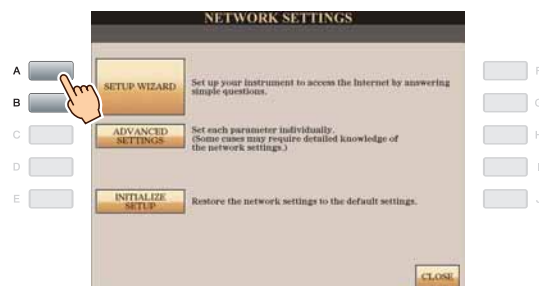 NETWORK SETTINGS
A
B
C
D
E
SETUP WIZARD
Set up your instrument to access the Internet by answering
simple questions.
ADVANCED
SETTINGS
Set each parameter individually.
(Some cases may require detailed knowledge of
the network settings.)
INITIALIZE
SETUP
Restore the network settings to the default settings.
CLOSE
F
H